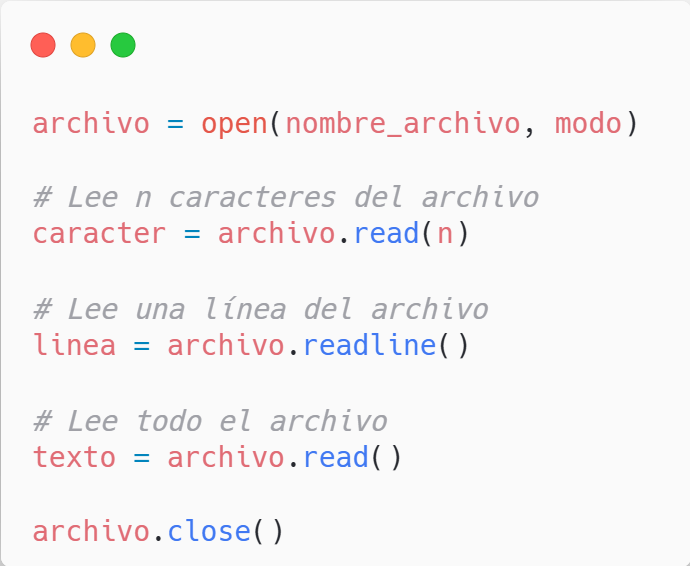 archivo = open(nombre_archivo, modo)
# Lee n caracteres del archivo
caracter = archivo.read(n)
# Lee una línea del archivo
linea = archivo.readline()
# Lee todo el archivo
texto = archivo.read()
archivo.close()